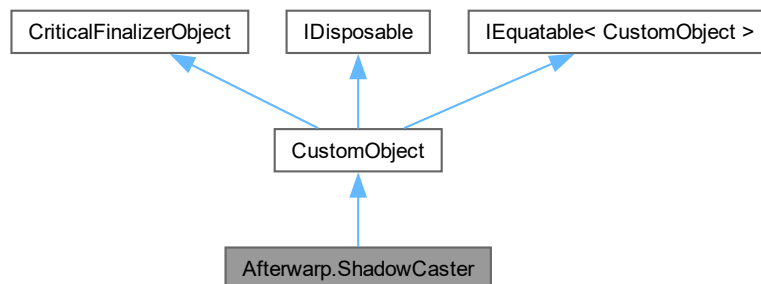 CriticalFinalizerObject
IDisposable
IEquatable< CustomObject >
CustomObject
Afterwarp.ShadowCaster